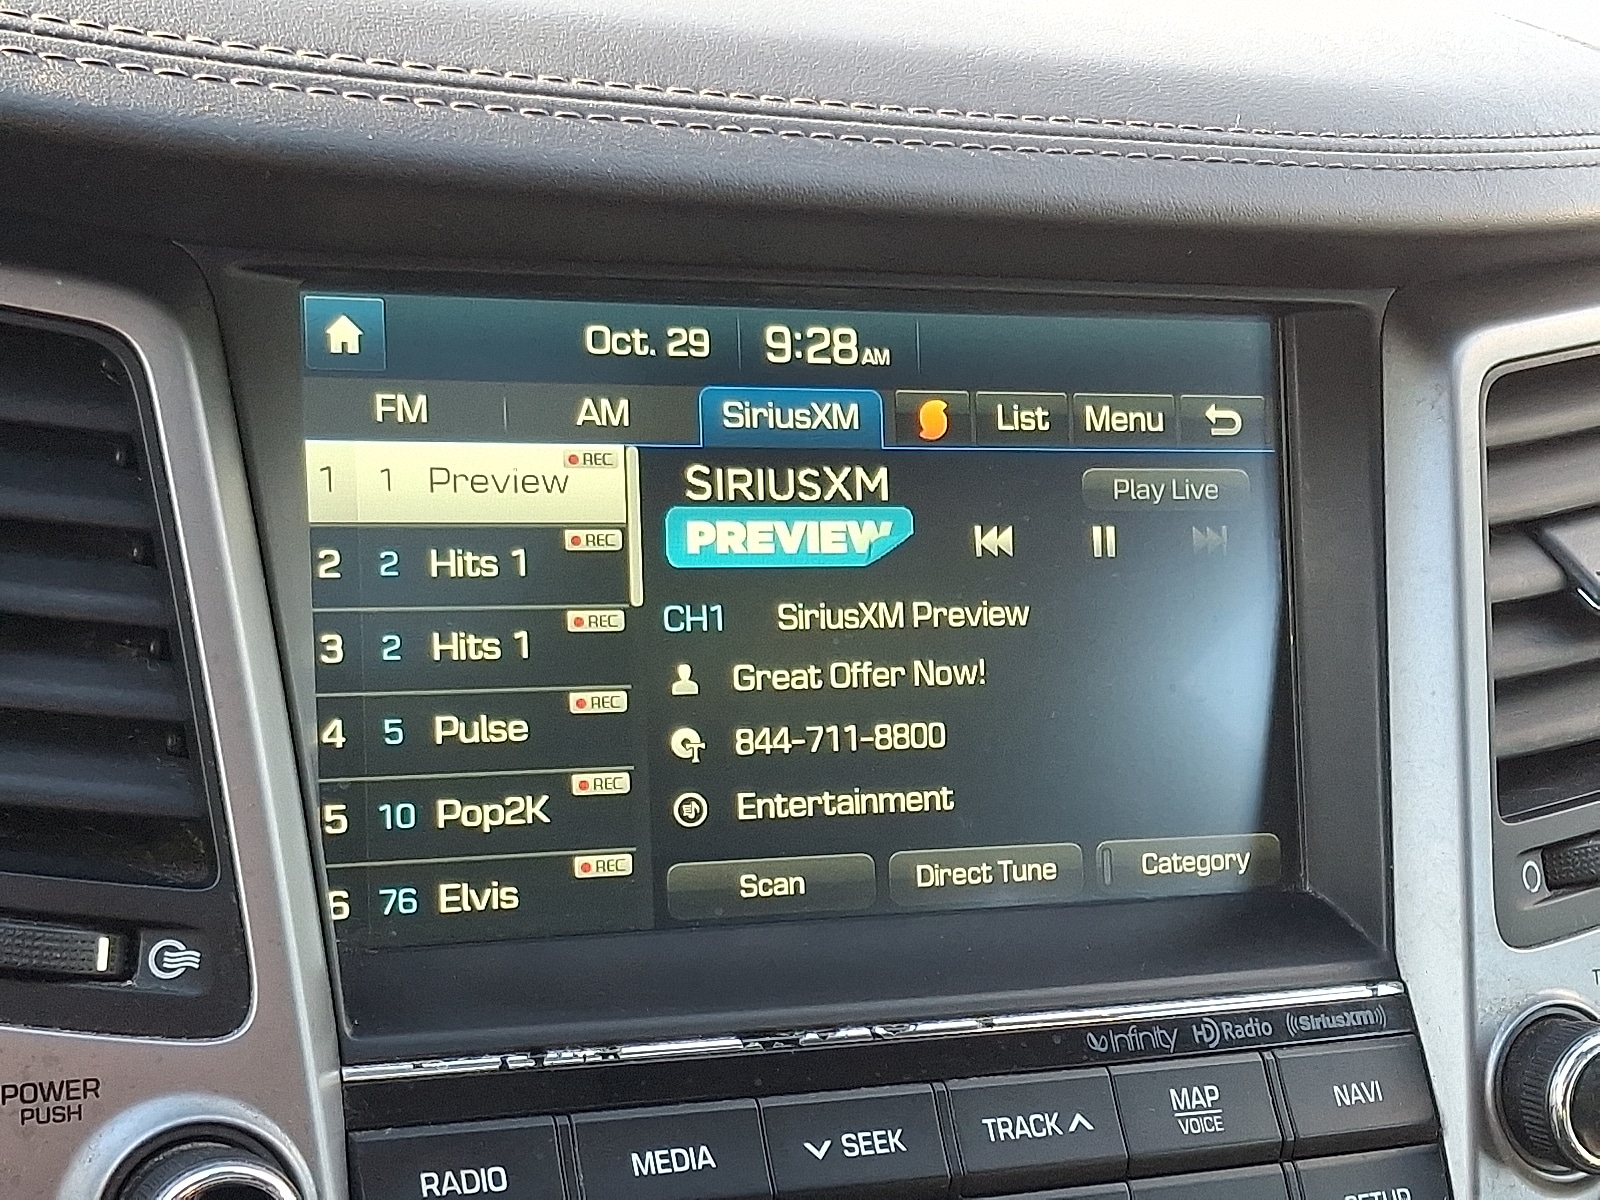 Oct. 29 9:28 AM
FM AM SiriusXM List Menu
1 1 Preview REC
2 2 Hits 1 REC
3 2 Hits 1 REC
4 5 Pulse REC
5 10 Pop2K REC
6 76 Elvis REC
SIRIUSXM
PREVIEW
Play Live
CH1 SiriusXM Preview
Great Offer Now!
844-711-8800
Entertainment
Scan Direct Tune Category
Infinity HD Radio ((SiriusXM))
POWER
PUSH
RADIO MEDIA SEEK TRACK MAP NAVI
VOICE
SETUP